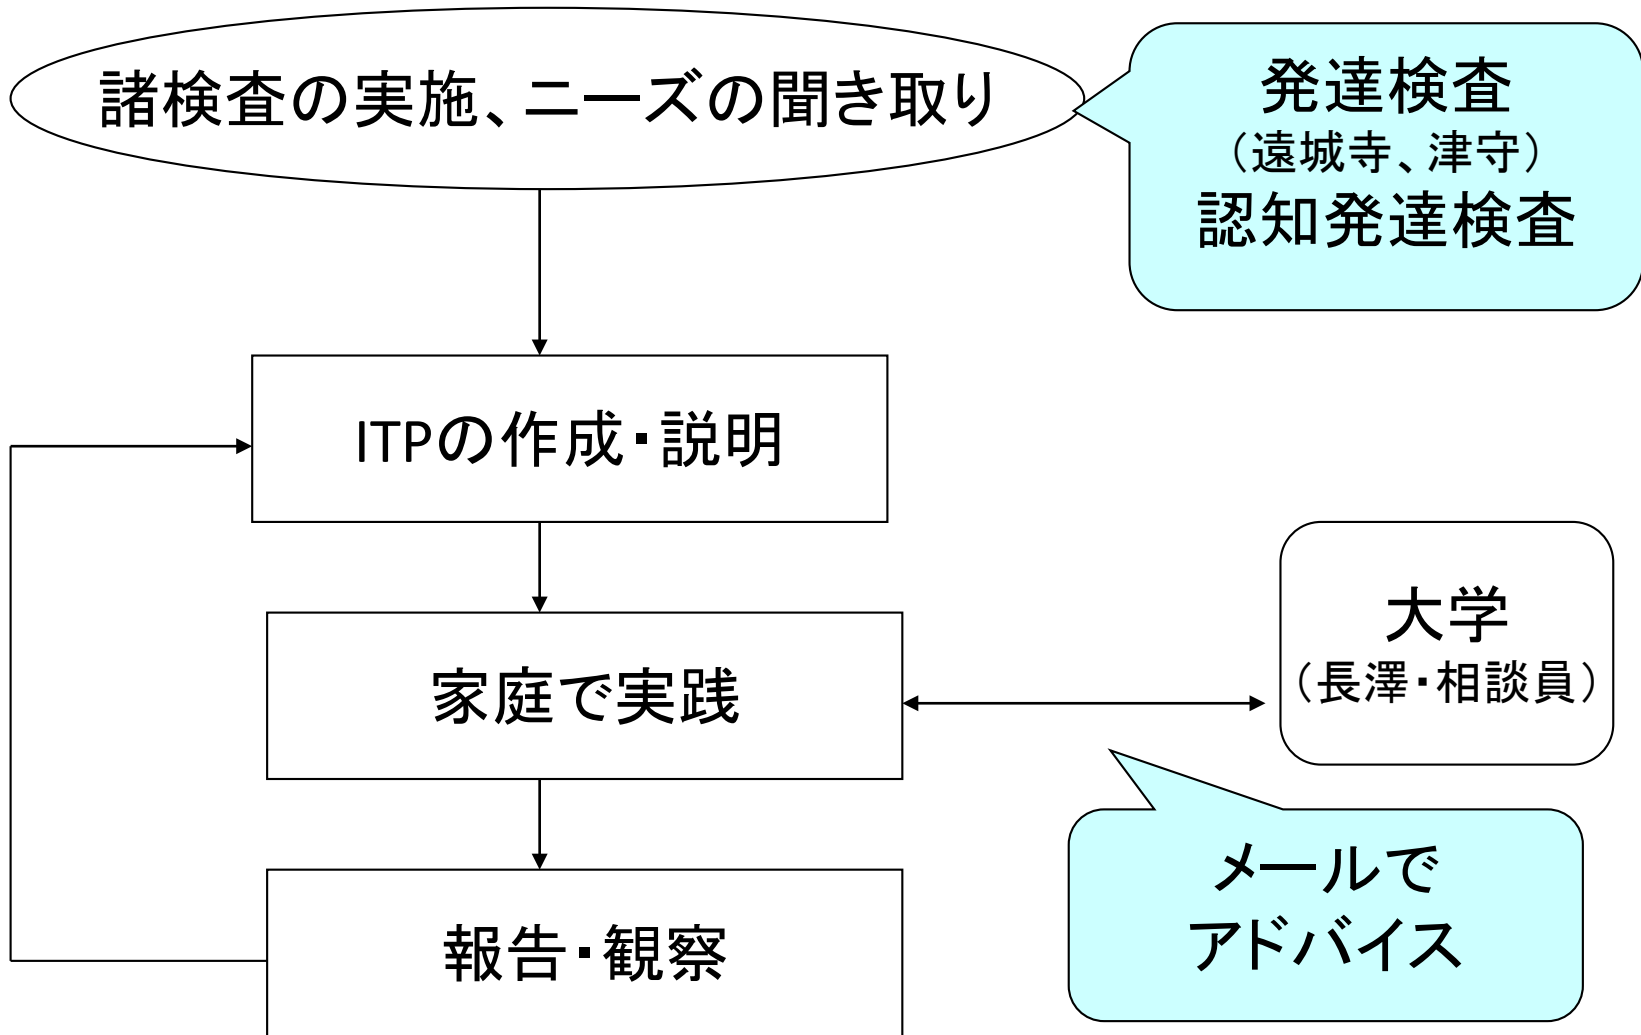 諸検査の実施、ニーズの聞き取り
発達検査
（遠城寺、津守）
認知発達検査
ITPの作成・説明
家庭で実践
大学
（長澤・相談員）
報告・観察
メールで
アドバイス